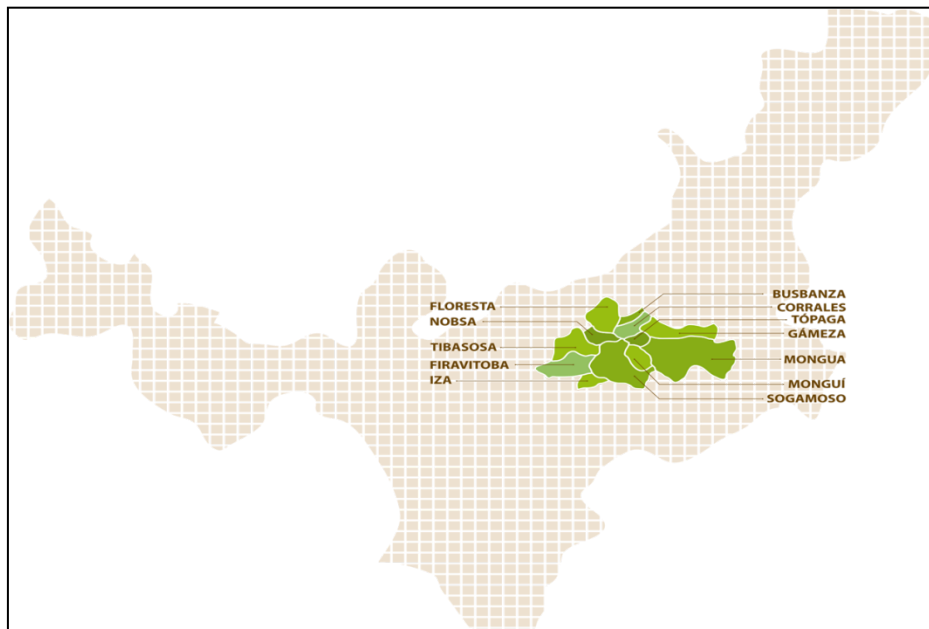 FLORESTA
NOBSA
TIBASOSA
FIRAVITOBA
IZA
BUSBANZA
CORRALES
TÓPAGA
GÁMEZA
MONGUA
MONGUÍ
SOGAMOSO